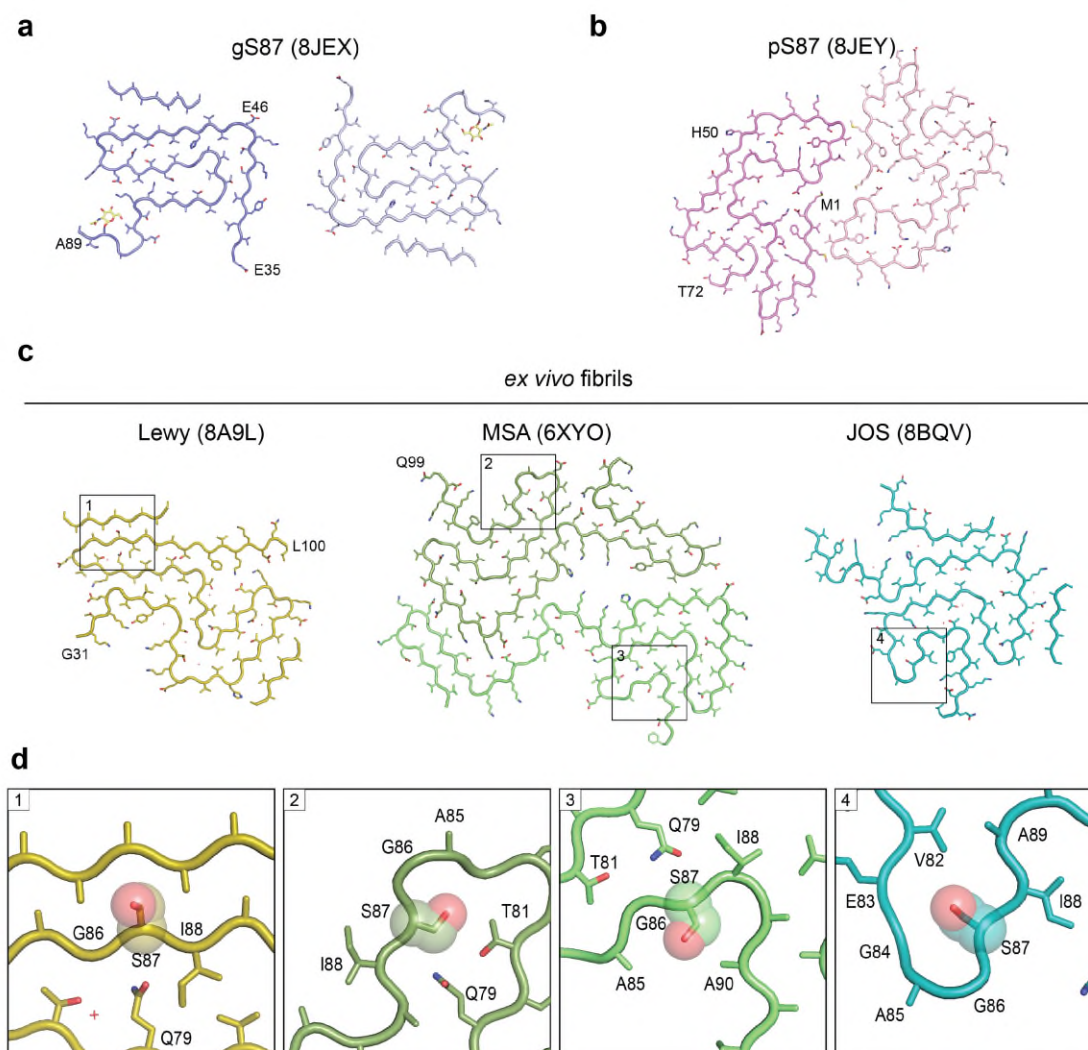 a
gS87 (8JEX)
E46
A89
E35
b
pS87 (8JEY)
H50
M1
T72
c
ex vivo fibrils
Lewy (8A9L)
1
L100
G31
MSA (6XYO)
Q99
2
3
JOS (8BQV)
4
d
1
G86
I88
S87
Q79
2
A85
G86
S87
T81
I88
Q79
3
Q79
I88
T81
S87
G86
A85
A90
4
A89
V82
E83
I88
G84
S87
A85
G86